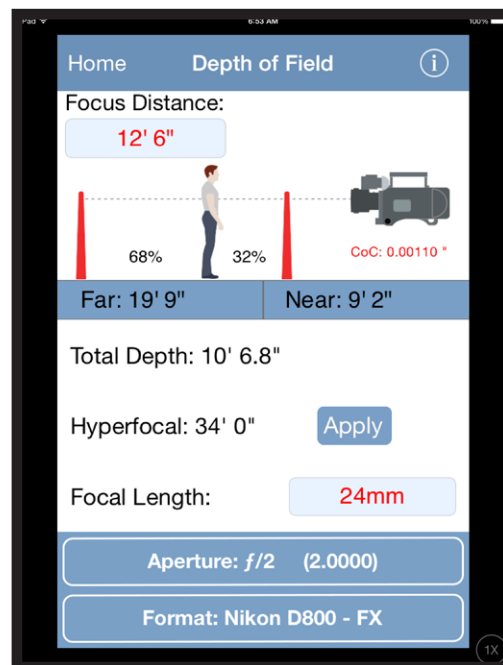 Pad 6:53 AM 100%
Home Depth of Field i
Focus Distance:
12' 6"
68% 32% CoC: 0.00110 "
Far: 19' 9" Near: 9' 2"
Total Depth: 10' 6.8"
Hyperfocal: 34' 0" Apply
Focal Length: 24mm
Aperture: ƒ/2 (2.0000)
Format: Nikon D800 - FX
1X